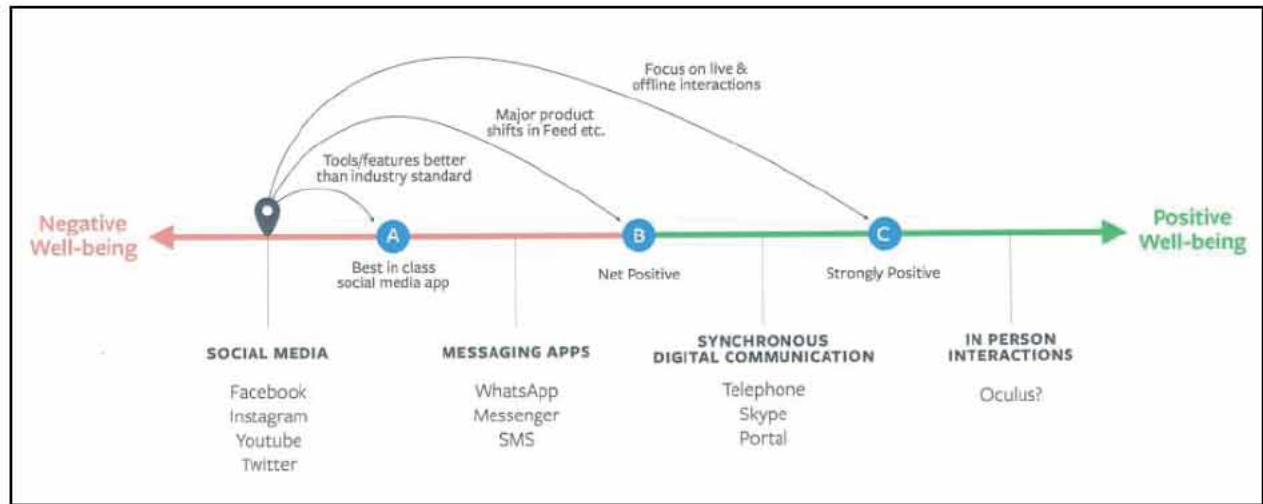 Focus on live &
offline interactions
Major product
shifts in Feed etc.
Tools/features better
than industry standard
Negative
Well-being
A
B
C
Positive
Well-being
Best in class
social media app
Net Positive
Strongly Positive
SOCIAL MEDIA
Facebook
Instagram
Youtube
Twitter
MESSAGING APPS
WhatsApp
Messenger
SMS
SYNCHRONOUS
DIGITAL COMMUNICATION
Telephone
Skype
Portal
IN PERSON
INTERACTIONS
Oculus?